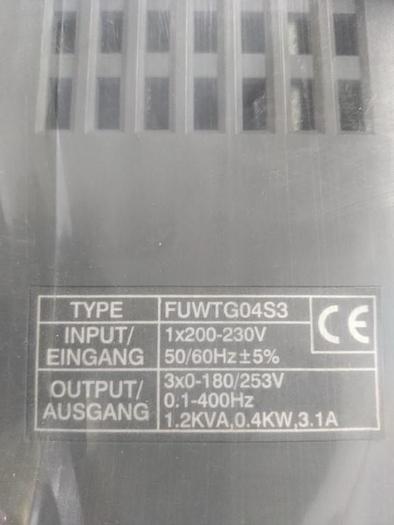 TYPE FUWTG04S3
INPUT/ 1x200-230V
EINGANG 50/60Hz±5%
OUTPUT/ 3x0-180/253V
AUSGANG 0.1-400Hz
1.2KVA,0.4KW,3.1A
CE